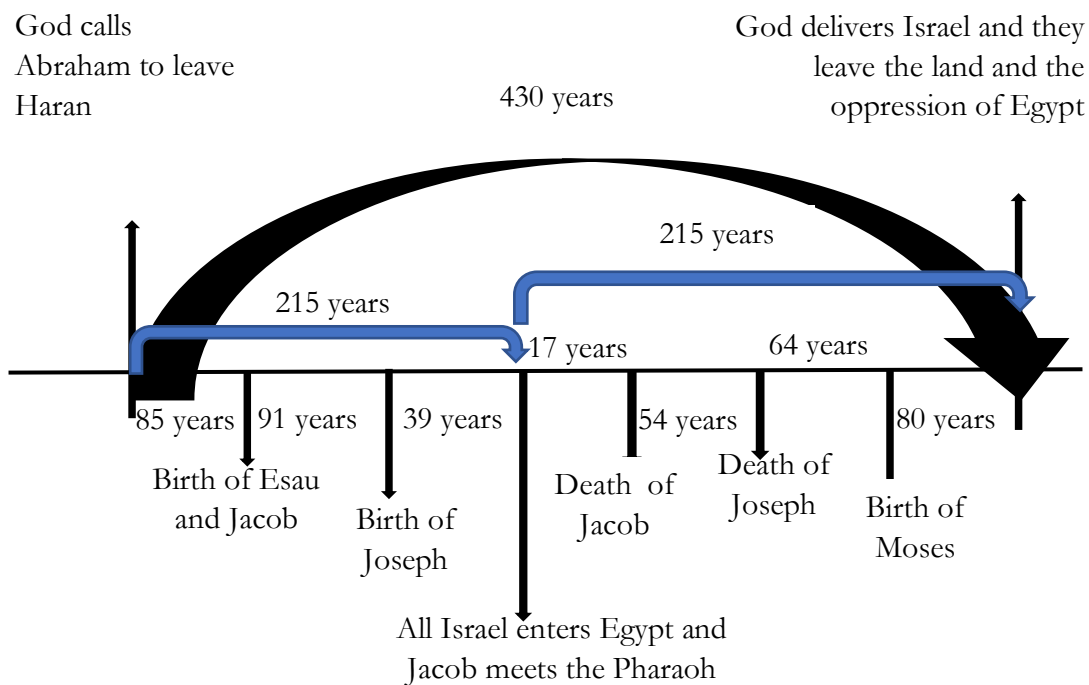 God calls
Abraham to leave
Haran
God delivers Israel and they
leave the land and the
oppression of Egypt
430 years
215 years
215 years
17 years
64 years
85 years
91 years
39 years
54 years
80 years
Birth of Esau
and Jacob
Birth of
Joseph
Death of
Jacob
Death of
Joseph
Birth of
Moses
All Israel enters Egypt and
Jacob meets the Pharaoh